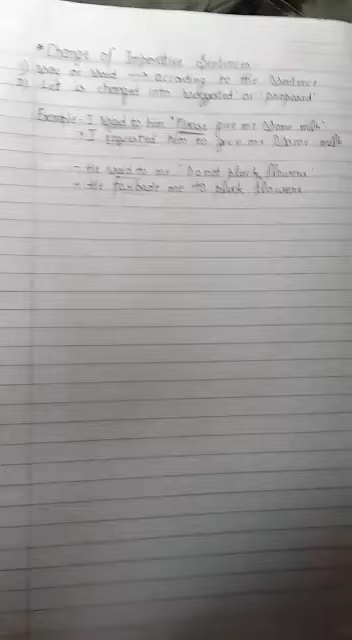 * Change of Imperative Sentences
1) Say or Said → according to the Sentence
2) Let is changed into suggested or 'proposed'
Example - I said to him "Please give me some milk"
- I requested him to give me some milk
- He said to me "Do not pluck flowers"
- He forbade me to pluck flowers